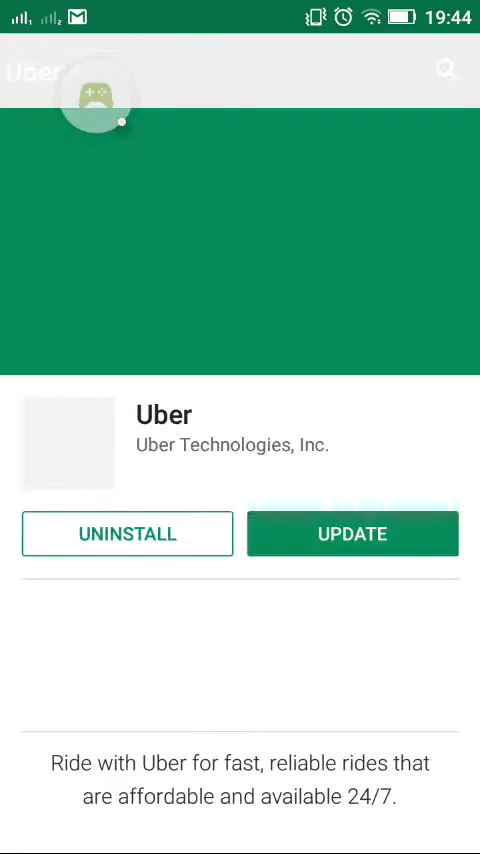 19:44
Uber
Uber
Uber Technologies, Inc.
UNINSTALL
UPDATE
Ride with Uber for fast, reliable rides that
are affordable and available 24/7.